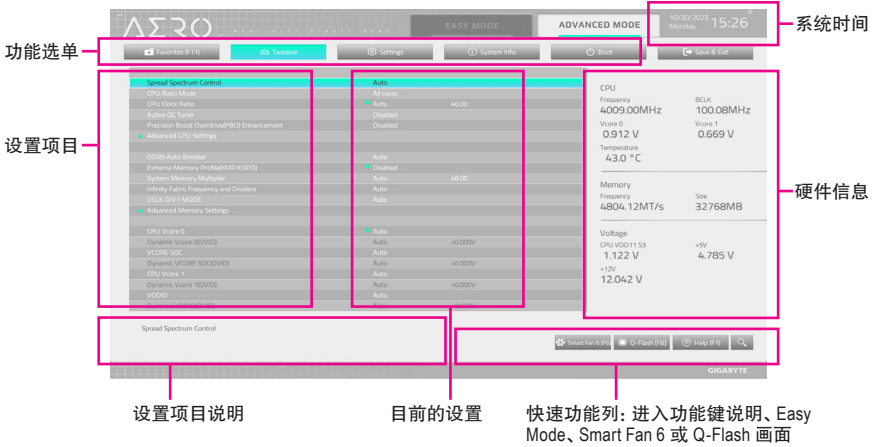 AERO
EASY MODE
ADVANCED MODE
10/30/2023
Monday
15:26
系统时间
功能选单
Favorites (F11)
Tweaker
Settings
System Info.
Boot
Save & Exit
设置项目
Spread Spectrum Control Auto
CPU Ratio Mode All cores
CPU Clock Ratio Auto 40.00
Active OC Tuner Disabled
Precision Boost Overdrive(PBO) Enhancement Disabled
Advanced CPU Settings
DDR5 Auto Booster Auto
Extreme Memory Profile(XMP/EXPO) Disabled
System Memory Multiplier Auto 48.00
Infinity Fabric Frequency and Dividers Auto
UCLK DIV1 MODE Auto
Advanced Memory Settings
CPU Vcore 0 Auto
Dynamic Vcore 0(DVID) Auto +0.000V
VCORE SOC Auto
Dynamic VCORE SOC(DVID) Auto +0.000V
CPU Vcore 1 Auto
Dynamic Vcore 1(DVID) Auto +0.000V
VDDIO Auto
CPU
Frequency BCLK
4009.00MHz 100.08MHz
Vcore 0 Vcore 1
0.912 V 0.669 V
Temperature
43.0 °C
Memory
Frequency Size
4804.12MT/s 32768MB
Voltage
CPU VDD11 S3 +5V
1.122 V 4.785 V
+12V
12.042 V
硬件信息
Spread Spectrum Control
Smart Fan 6 [F6]
Q-Flash [F8]
Help (F1)
GIGABYTE
设置项目说明
目前的设置
快速功能列: 进入功能键说明、Easy
Mode、Smart Fan 6 或 Q-Flash 画面